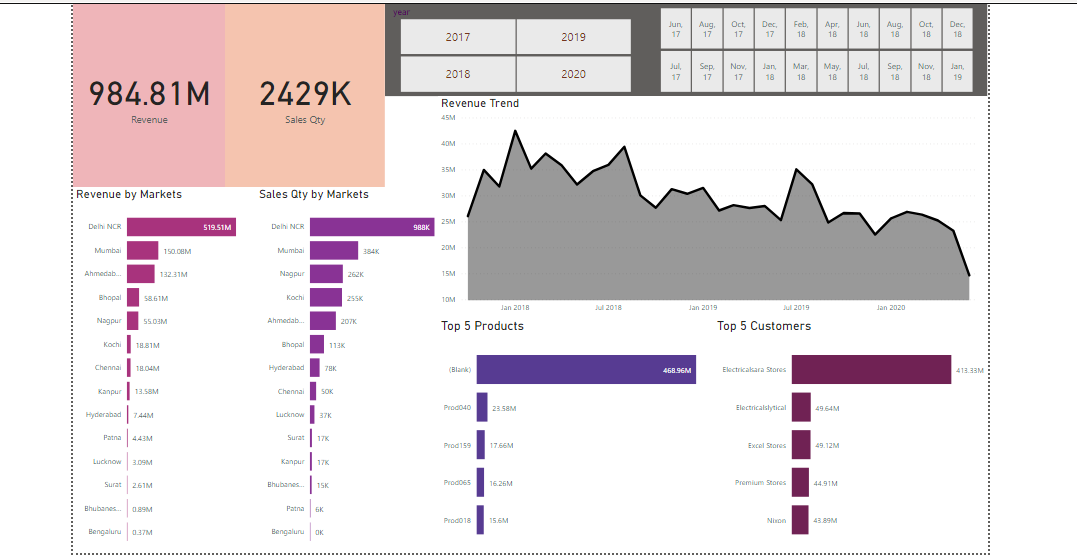 year
2017
2019
2018
2020
Jun, 17
Aug, 17
Oct, 17
Dec, 17
Feb, 18
Apr, 18
Jun, 18
Aug, 18
Oct, 18
Dec, 18
Jul, 17
Sep, 17
Nov, 17
Jan, 18
Mar, 18
May, 18
Jul, 18
Sep, 18
Nov, 18
Jan, 19
984.81M
Revenue
2429K
Sales Qty
Revenue Trend
45M
40M
35M
30M
25M
20M
15M
10M
Jan 2018
Jul 2018
Jan 2019
Jul 2019
Jan 2020
Revenue by Markets
Delhi NCR 519.51M
Mumbai 150.08M
Ahmedab... 132.31M
Bhopal 58.61M
Nagpur 55.03M
Kochi 18.81M
Chennai 18.04M
Kanpur 13.58M
Hyderabad 7.44M
Patna 4.43M
Lucknow 3.09M
Surat 2.61M
Bhubanes... 0.89M
Bengaluru 0.37M
Sales Qty by Markets
Delhi NCR 988K
Mumbai 384K
Nagpur 262K
Kochi 255K
Ahmedab... 207K
Bhopal 113K
Hyderabad 78K
Chennai 50K
Lucknow 37K
Surat 17K
Kanpur 17K
Bhubanes... 15K
Patna 6K
Bengaluru 0K
Top 5 Products
(Blank) 468.96M
Prod040 23.58M
Prod159 17.66M
Prod065 16.26M
Prod018 15.6M
Top 5 Customers
Electricalsara Stores 413.33M
Electricalslytical 49.64M
Excel Stores 49.12M
Premium Stores 44.91M
Nixon 43.89M